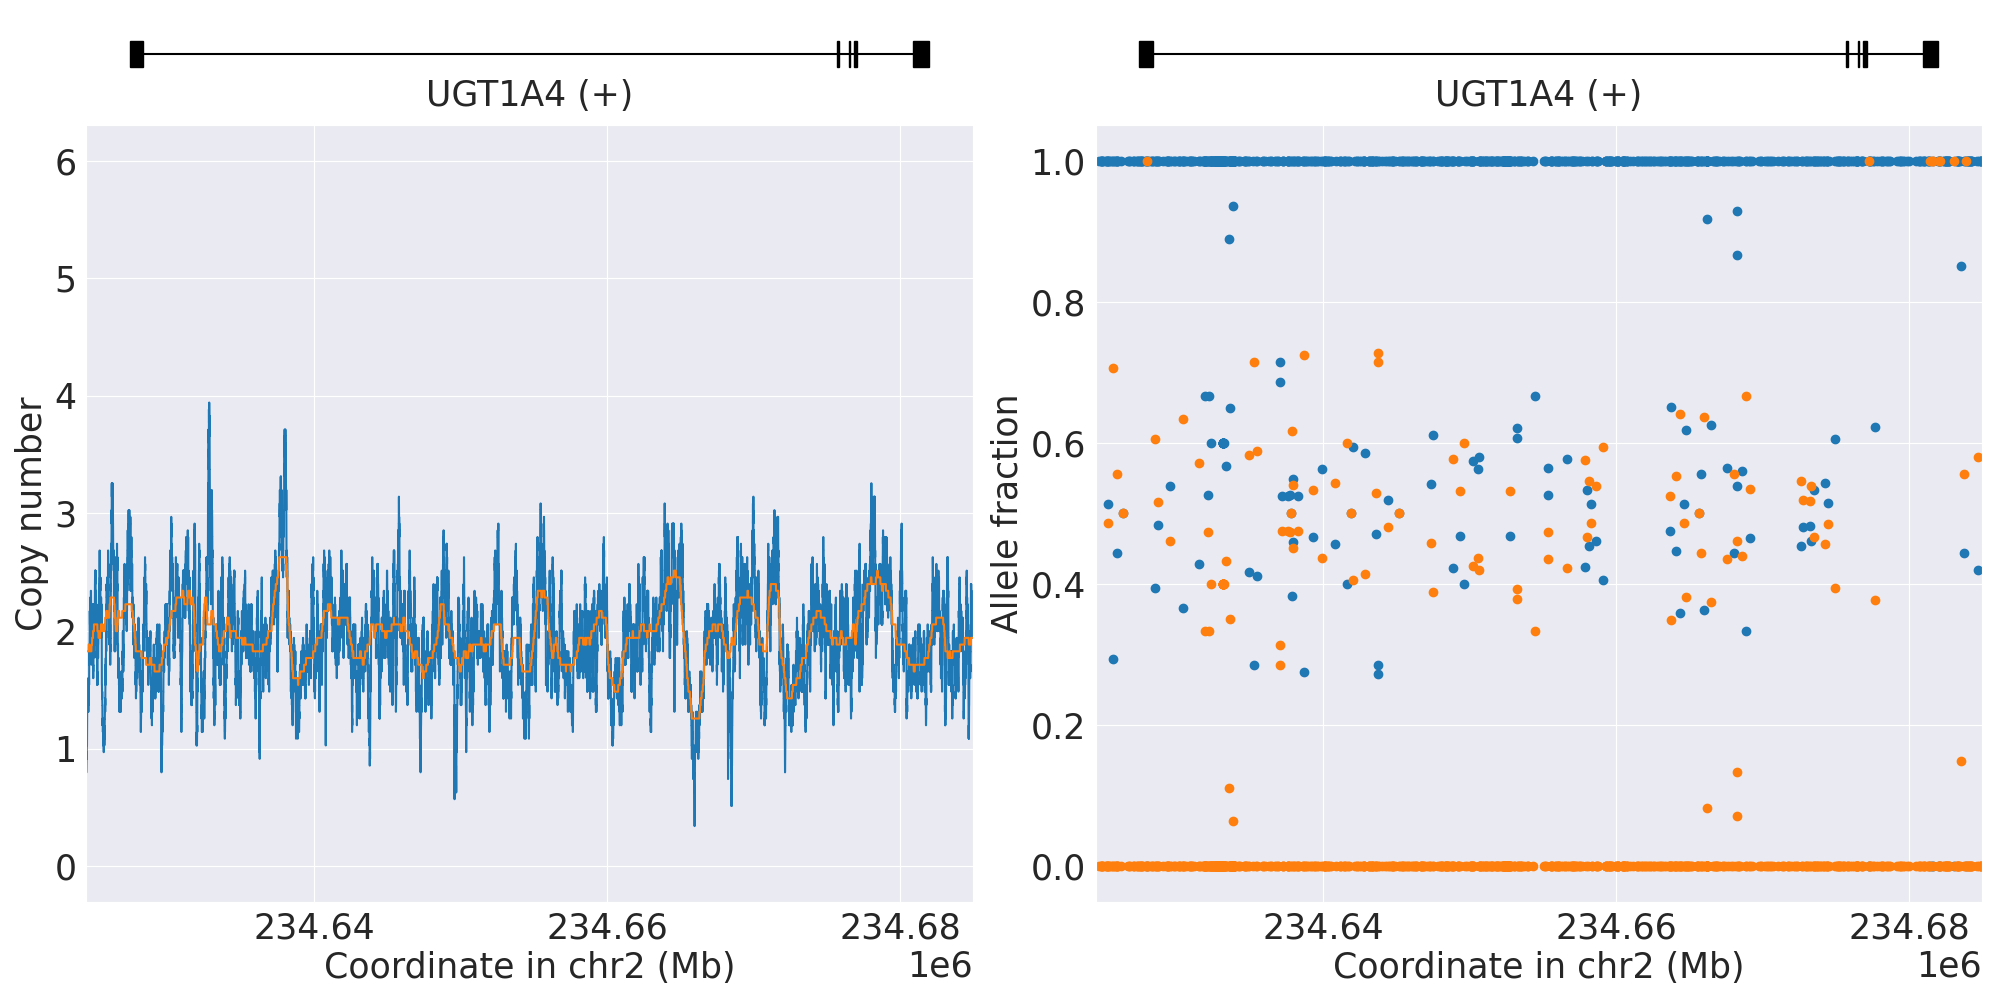 UGT1A4 (+)
6
5
4
3
2
1
0
Copy number
234.64
234.66
234.68
Coordinate in chr2 (Mb)
1e6
UGT1A4 (+)
1.0
0.8
0.6
0.4
0.2
0.0
Allele fraction
234.64
234.66
234.68
Coordinate in chr2 (Mb)
1e6